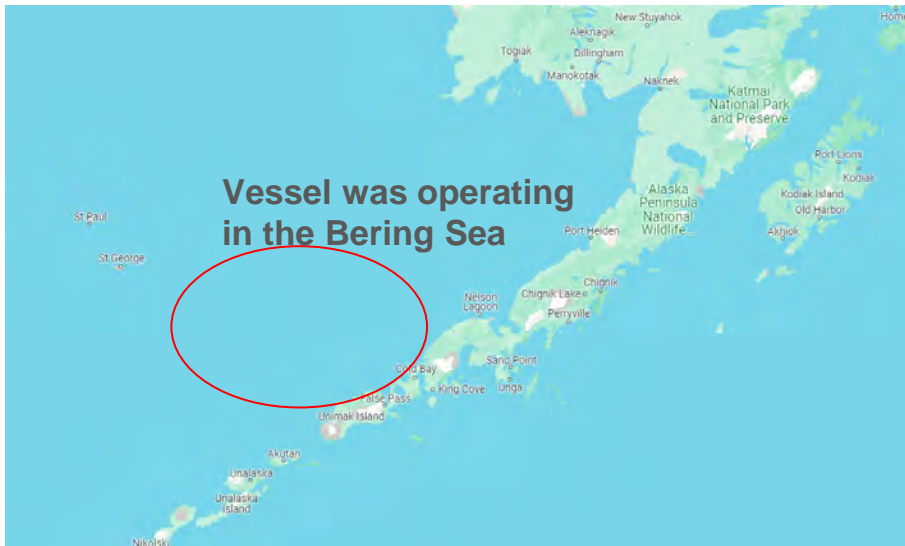 New Stuyahok
Home
Aleknagik
Togiak
Dillingham
Manokotak
Naknek
Katmai
National Park
and Preserve
Port Lions
Kodiak
Vessel was operating
in the Bering Sea
Alaska
Peninsula
National
Wildlife...
Kodiak Island
Old Harbor
Akhiok
St Paul
Port Heiden
St George
Chignik
Nelson
Lagoon
Chignik Lake
Perryville
Sand Point
Cold Bay
King Cove
Unga
False Pass
Unimak Island
Akutan
Unalaska
Unalaska
Island
Nikolski